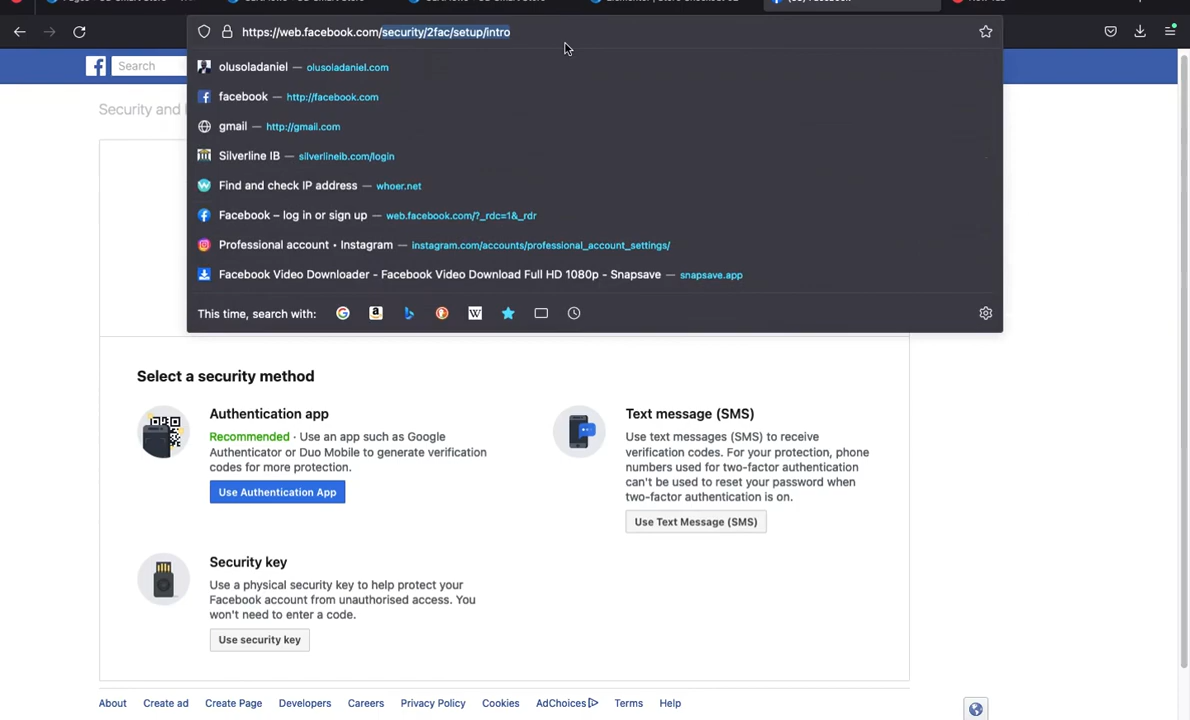 https://web.facebook.com/security/2fac/setup/intro
olusoladaniel — olusoladaniel.com
Search
facebook — http://facebook.com
Security and
gmail — http://gmail.com
Silverline IB — silverlineib.com/login
Find and check IP address — whoer.net
Facebook – log in or sign up — web.facebook.com/?_rdc=1&_rdr
Professional account • Instagram — instagram.com/accounts/professional_account_settings/
Facebook Video Downloader - Facebook Video Download Full HD 1080p - Snapsave — snapsave.app
This time, search with:
Select a security method
Authentication app
Recommended · Use an app such as Google
Authenticator or Duo Mobile to generate verification
codes for more protection.
Use Authentication App
Text message (SMS)
Use text messages (SMS) to receive
verification codes. For your protection, phone
numbers used for two-factor authentication
can't be used to reset your password when
two-factor authentication is on.
Use Text Message (SMS)
Security key
Use a physical security key to help protect your
Facebook account from unauthorised access. You
won't need to enter a code.
Use security key
About Create ad Create Page Developers Careers Privacy Policy Cookies AdChoices Terms Help